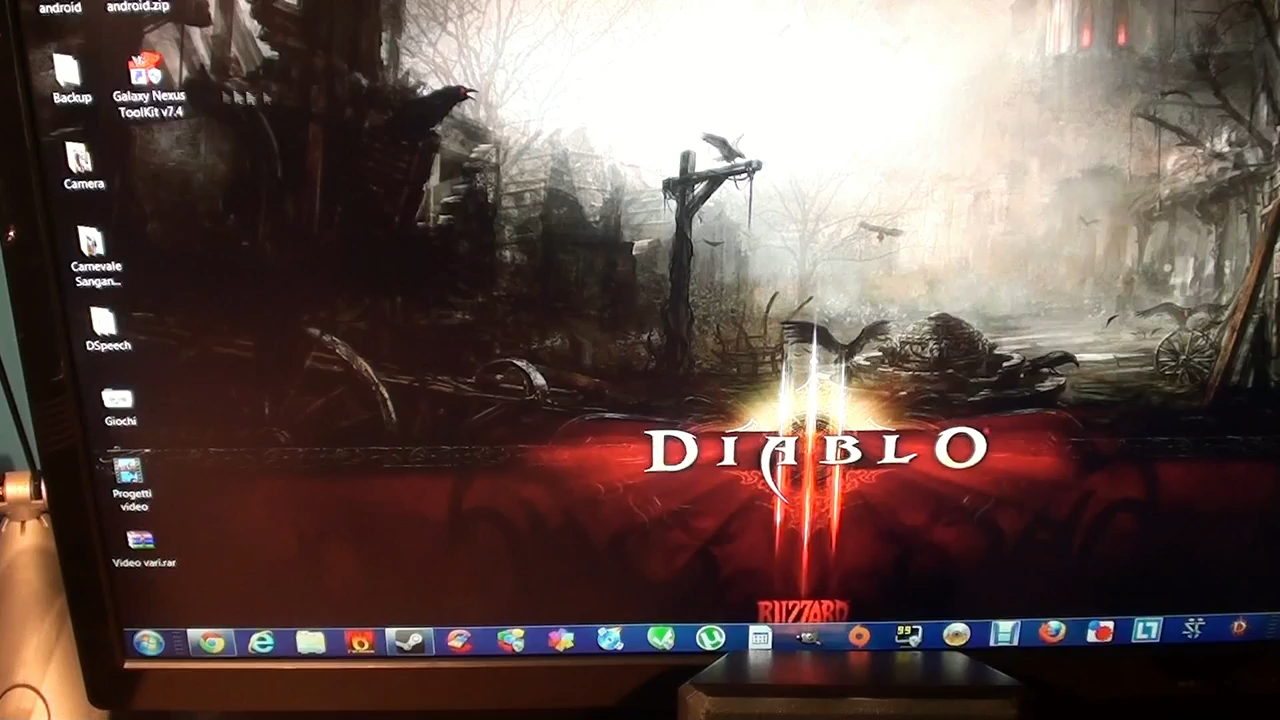 android
android.zip
Backup
Galaxy Nexus
ToolKit v7.4
Camera
Carnevale
Sangan...
DSpeech
Giochi
Progetti
video
Video vari.rar
DIABLO
BLIZZARD
99